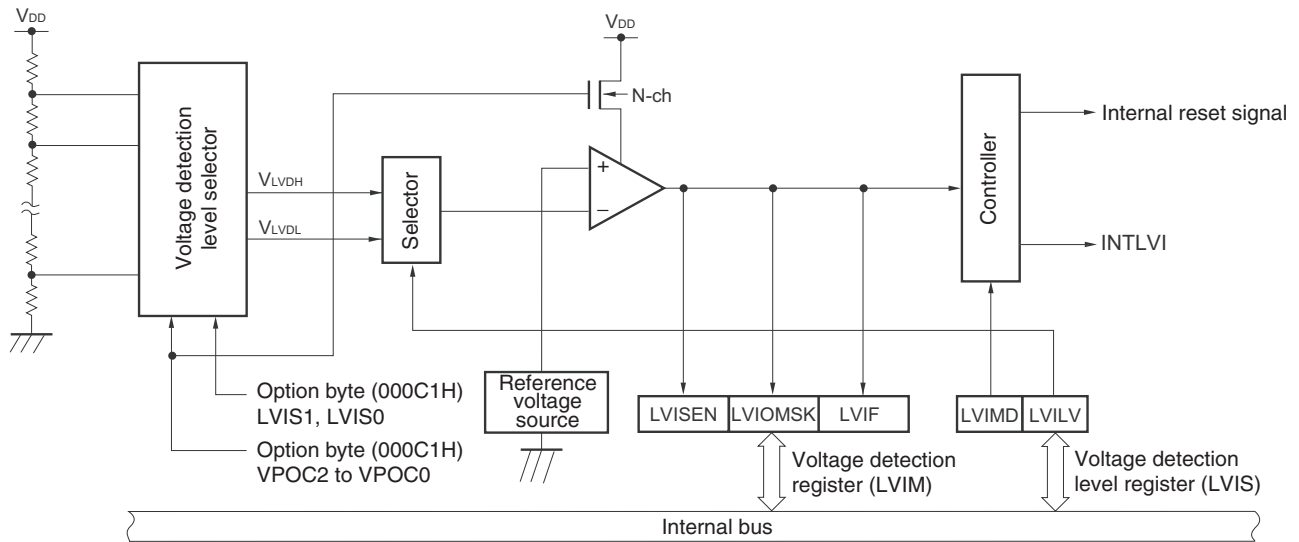 VDD
VDD
N-ch
Voltage detection
level selector
VLVDH
VLVDL
Selector
+
−
Controller
Internal reset signal
INTLVI
Option byte (000C1H)
LVIS1, LVIS0
Option byte (000C1H)
VPOC2 to VPOC0
Reference
voltage
source
LVISEN
LVIOMSK
LVIF
LVIMD
LVILV
Voltage detection
register (LVIM)
Voltage detection
level register (LVIS)
Internal bus